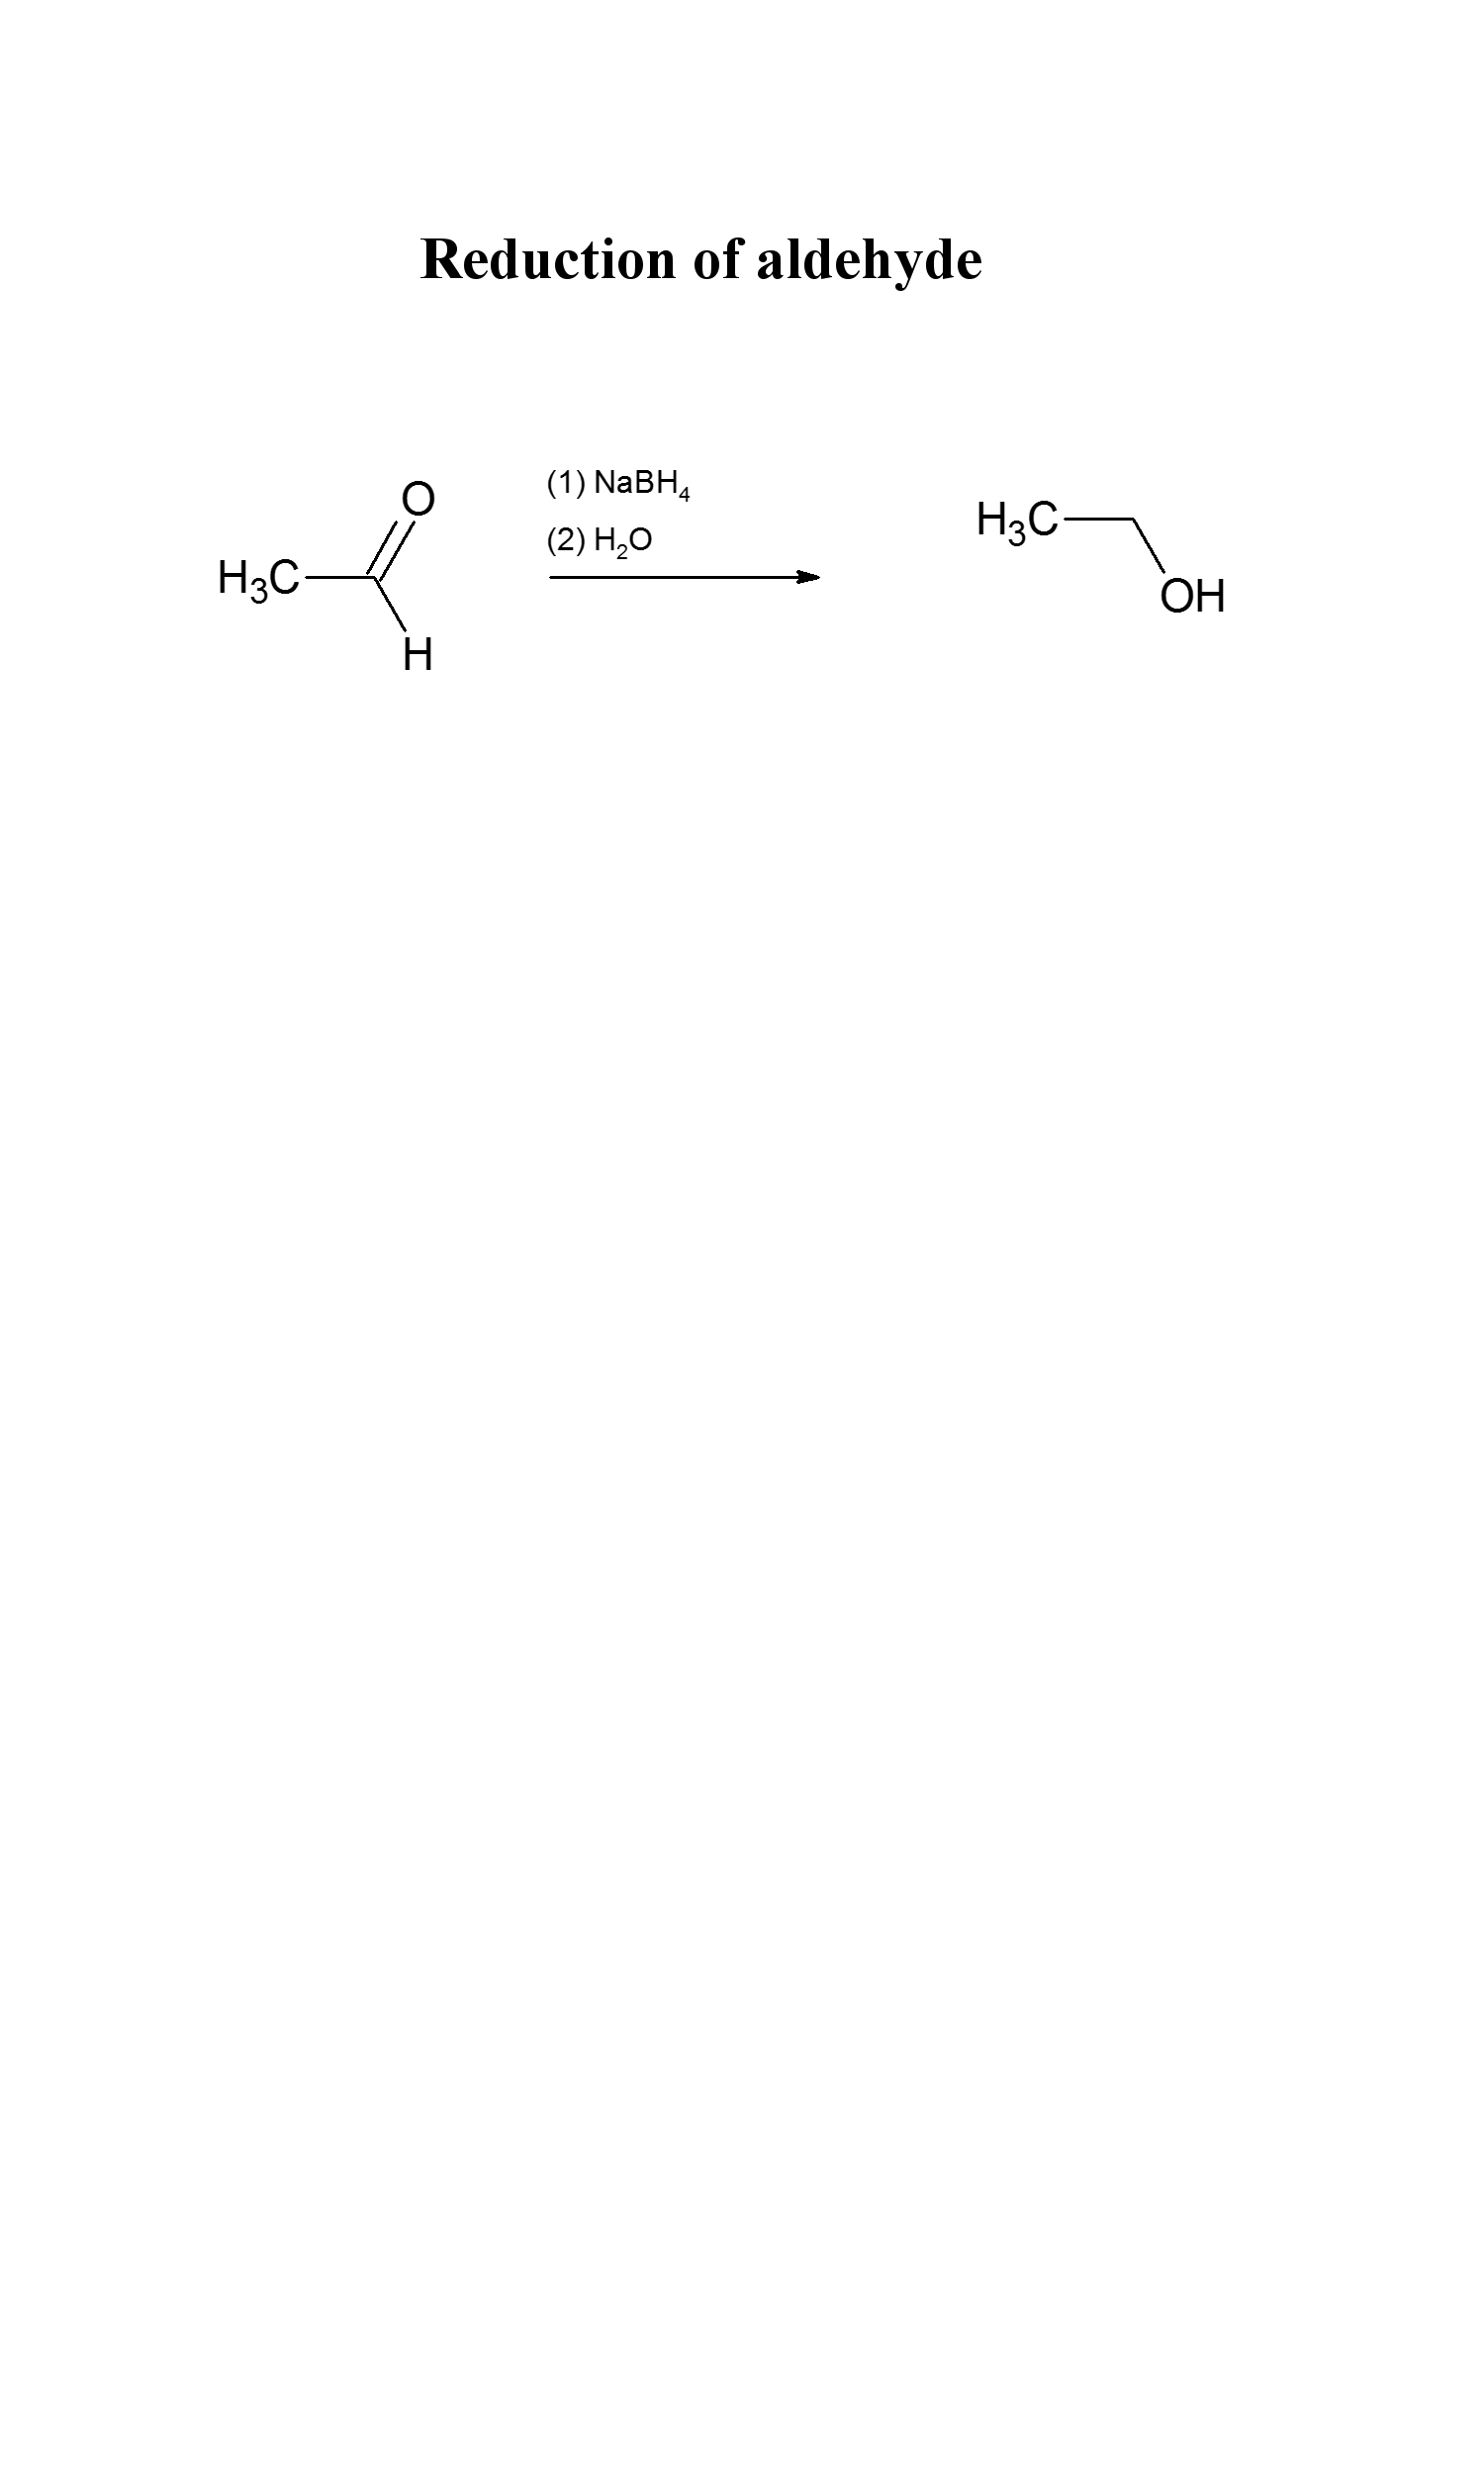 Reduction of aldehyde
O
H₃C
H
(1) NaBH₄
(2) H₂O
H₃C
OH